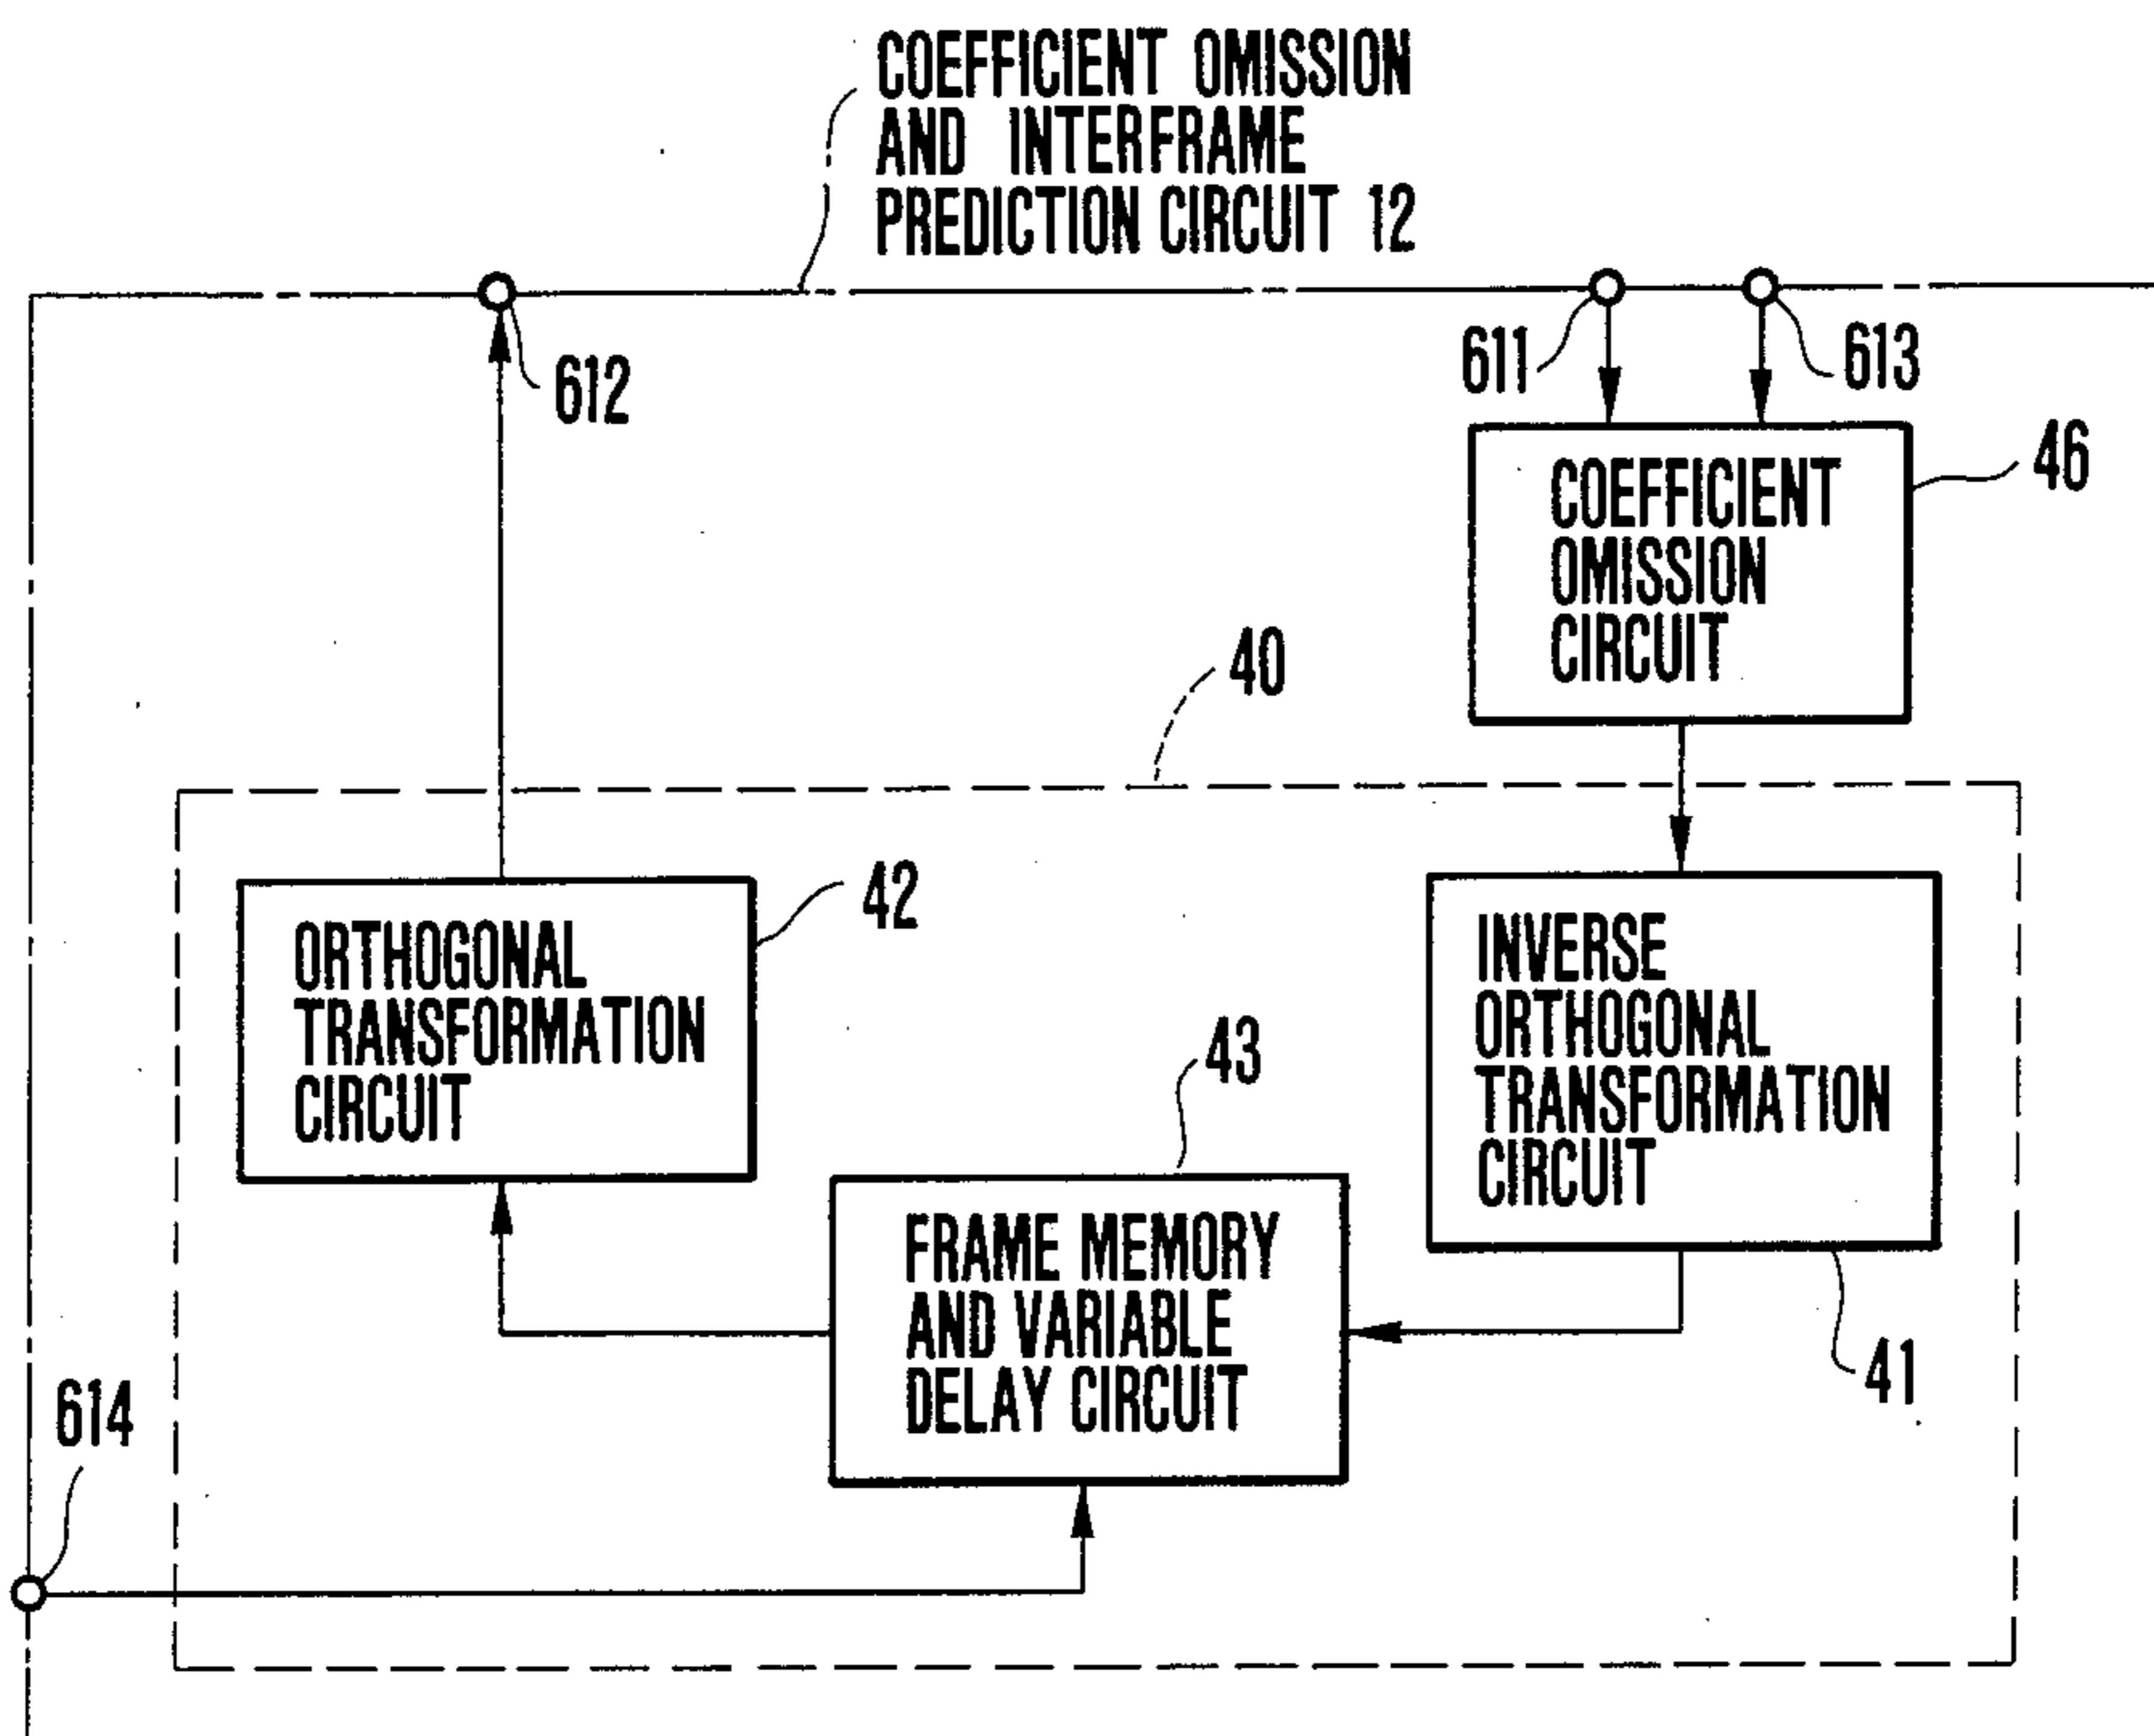 COEFFICIENT OMISSION
AND INTERFRAME
PREDICTION CIRCUIT 12
612
611
613
COEFFICIENT
OMISSION
CIRCUIT
46
40
ORTHOGONAL
TRANSFORMATION
CIRCUIT
42
INVERSE
ORTHOGONAL
TRANSFORMATION
CIRCUIT
41
43
FRAME MEMORY
AND VARIABLE
DELAY CIRCUIT
614